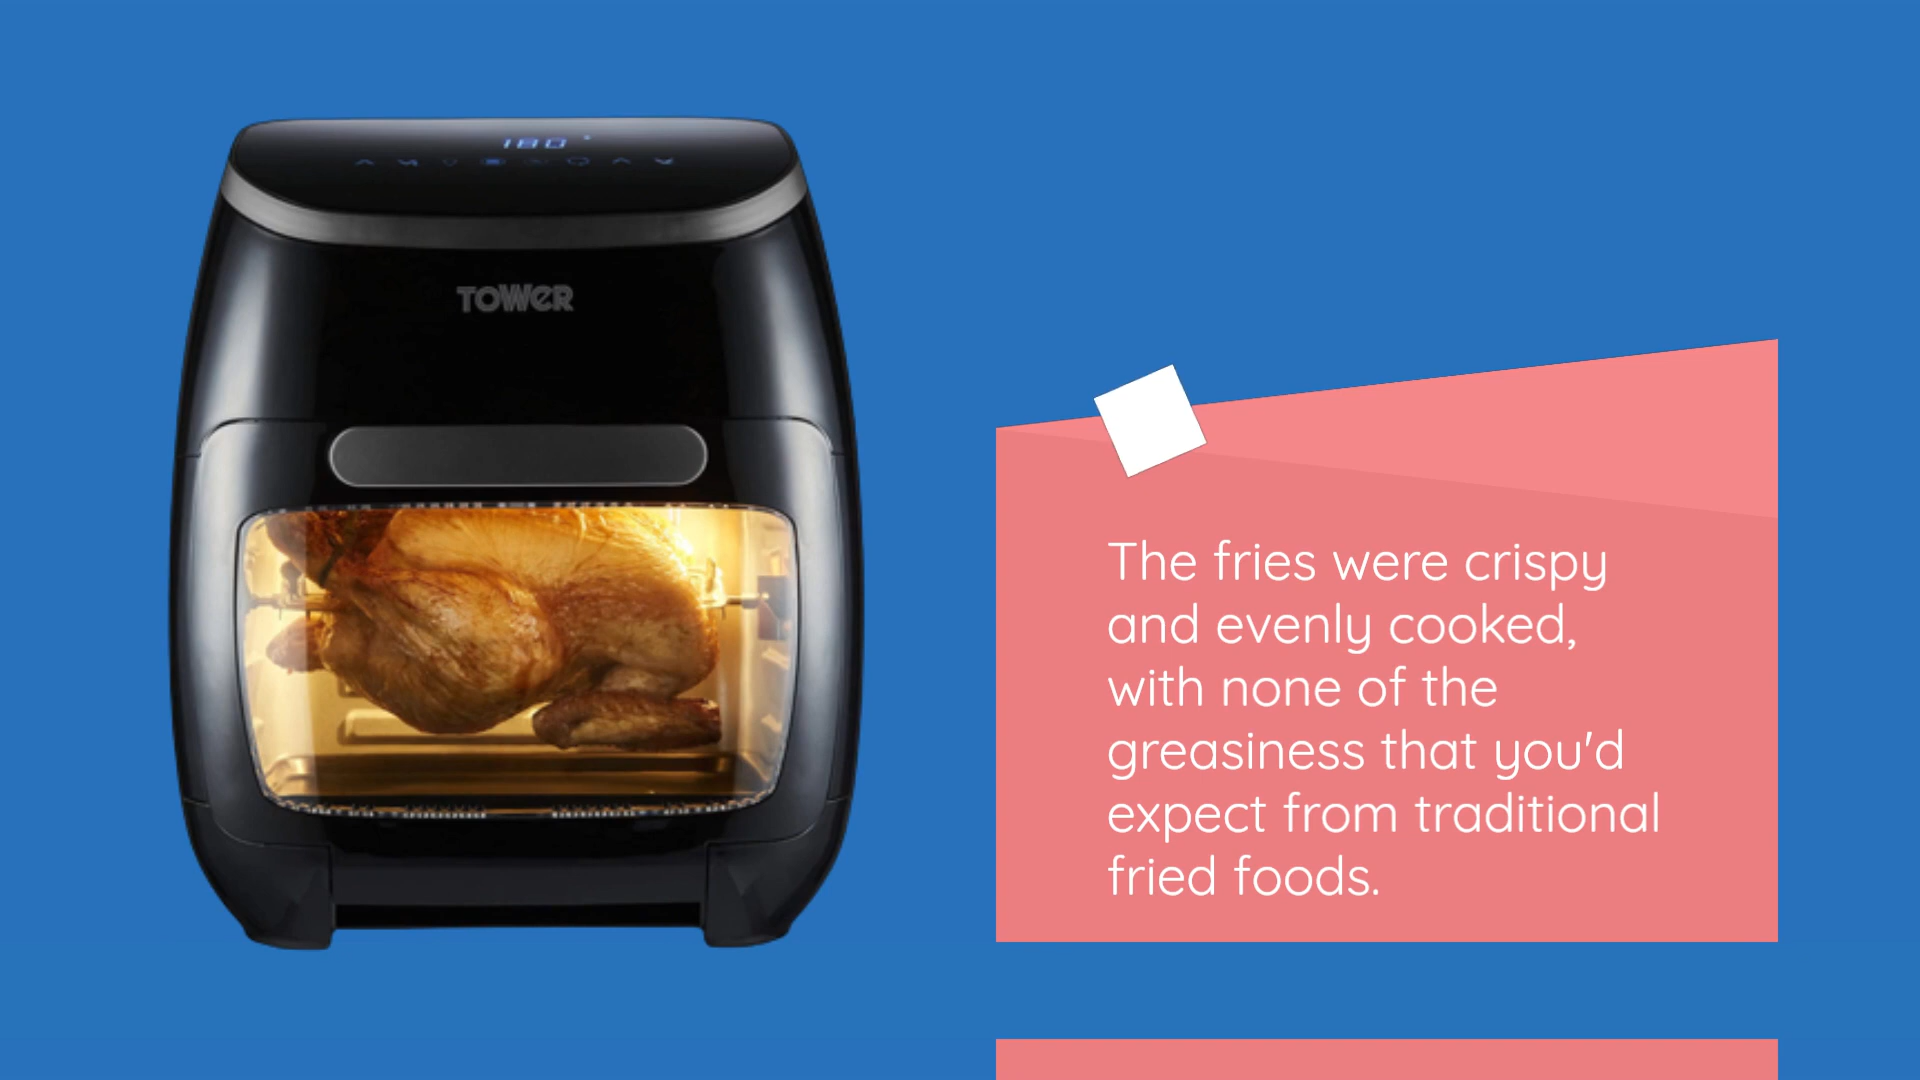 180°
TOWER
The fries were crispy
and evenly cooked,
with none of the
greasiness that you'd
expect from traditional
fried foods.